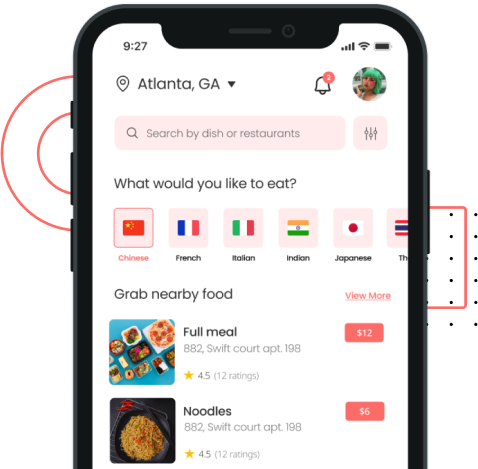 9:27
Atlanta, GA
2
Search by dish or restaurants
What would you like to eat?
Chinese French Italian Indian Japanese Th
Grab nearby food View More
Full meal $12
882, Swift court apt. 198
4.5 (12 ratings)
Noodles $6
882, Swift court apt. 198
4.5 (12 ratings)